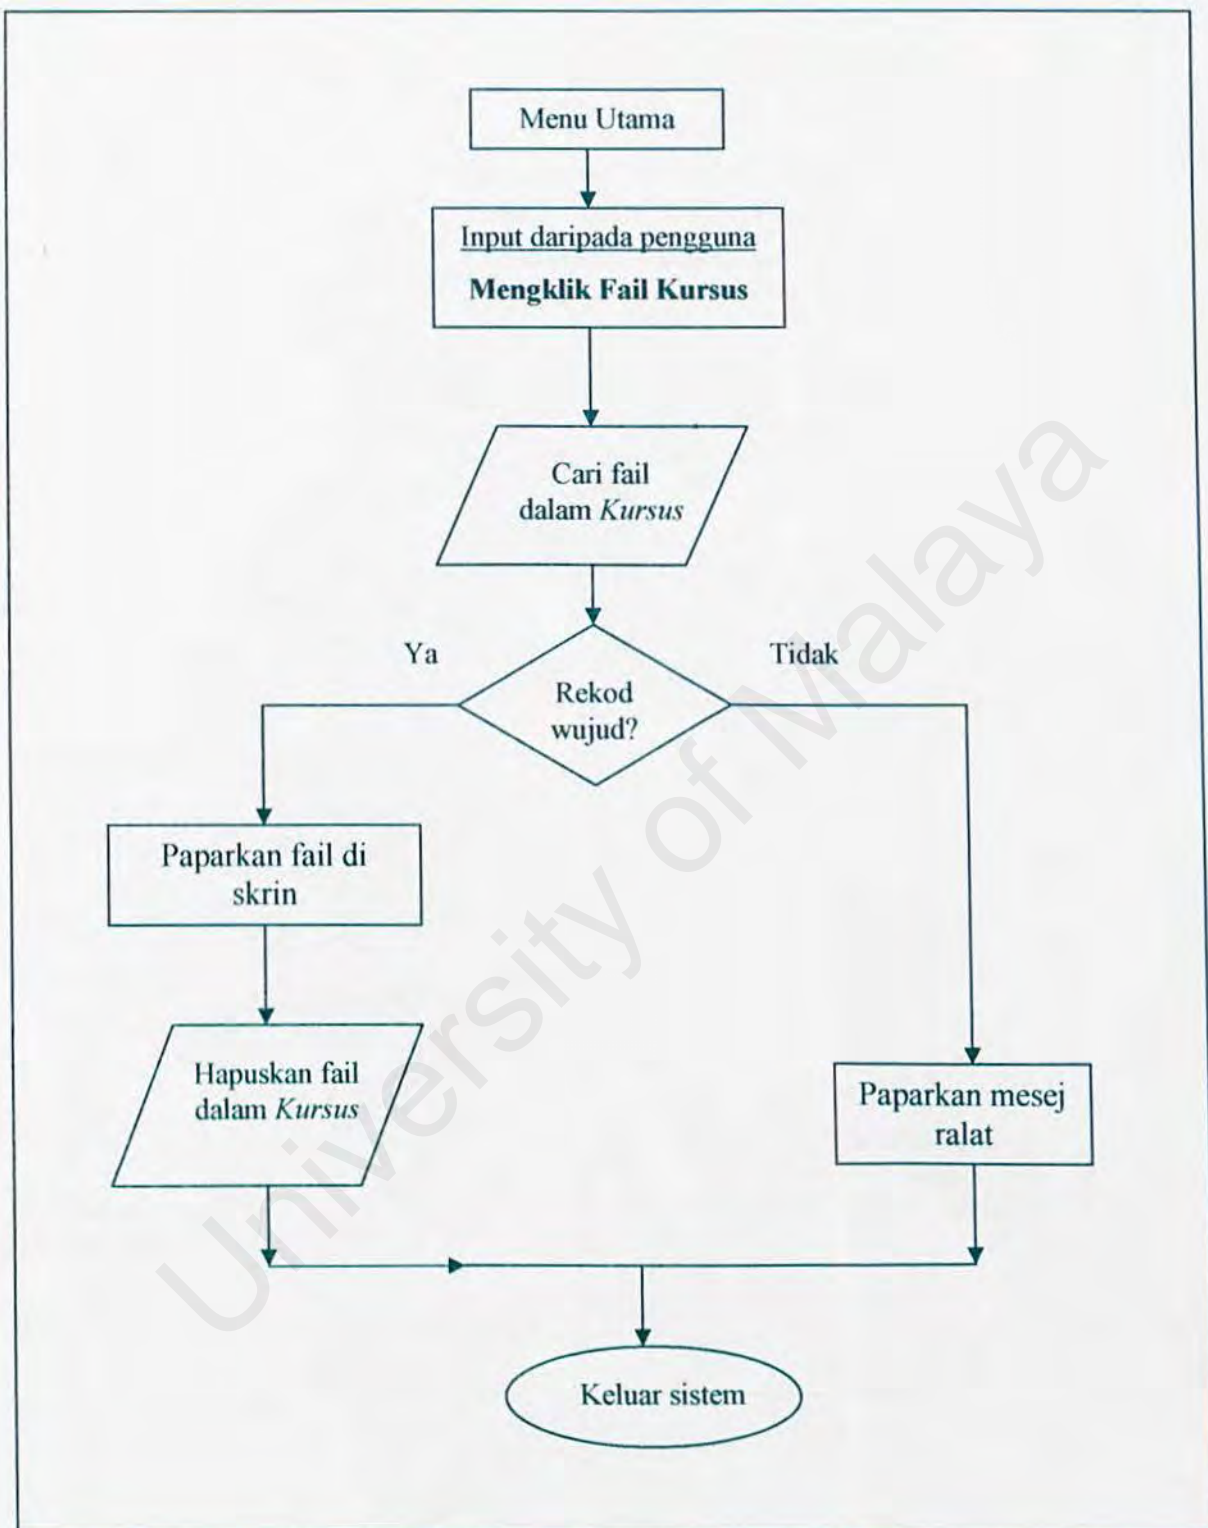 Menu Utama
Input daripada pengguna
Mengklik Fail Kursus
Cari fail
dalam Kursus
Ya
Tidak
Rekod
wujud?
Paparkan fail di
skrin
Hapuskan fail
dalam Kursus
Paparkan mesej
ralat
Keluar sistem
University of Malaya